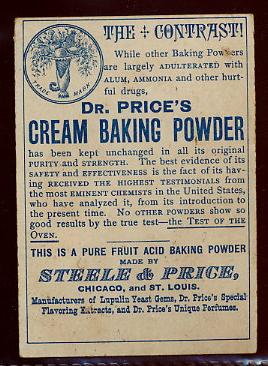 THE ÷ CONTRAST!
While other Baking Powders
are largely ADULTERATED with
ALUM, AMMONIA and other hurt-
ful drugs,
TRADE MARK
DR. PRICE'S
CREAM BAKING POWDER
has been kept unchanged in all its original
PURITY and STRENGTH. The best evidence of its
SAFETY and EFFECTIVENESS is the fact of its hav-
ing RECEIVED THE HIGHEST TESTIMONIALS from
the most EMINENT CHEMISTS in the United States,
who have analyzed it, from its introduction to
the present time. No OTHER POWDERS show so
good results by the true test—the TEST OF THE
OVEN.
THIS IS A PURE FRUIT ACID BAKING POWDER
MADE BY
STEELE & PRICE,
CHICAGO, and ST. LOUIS.
Manufacturers of Lupulin Yeast Gems, Dr. Price's Special
Flavoring Extracts, and Dr. Price's Unique Perfumes.